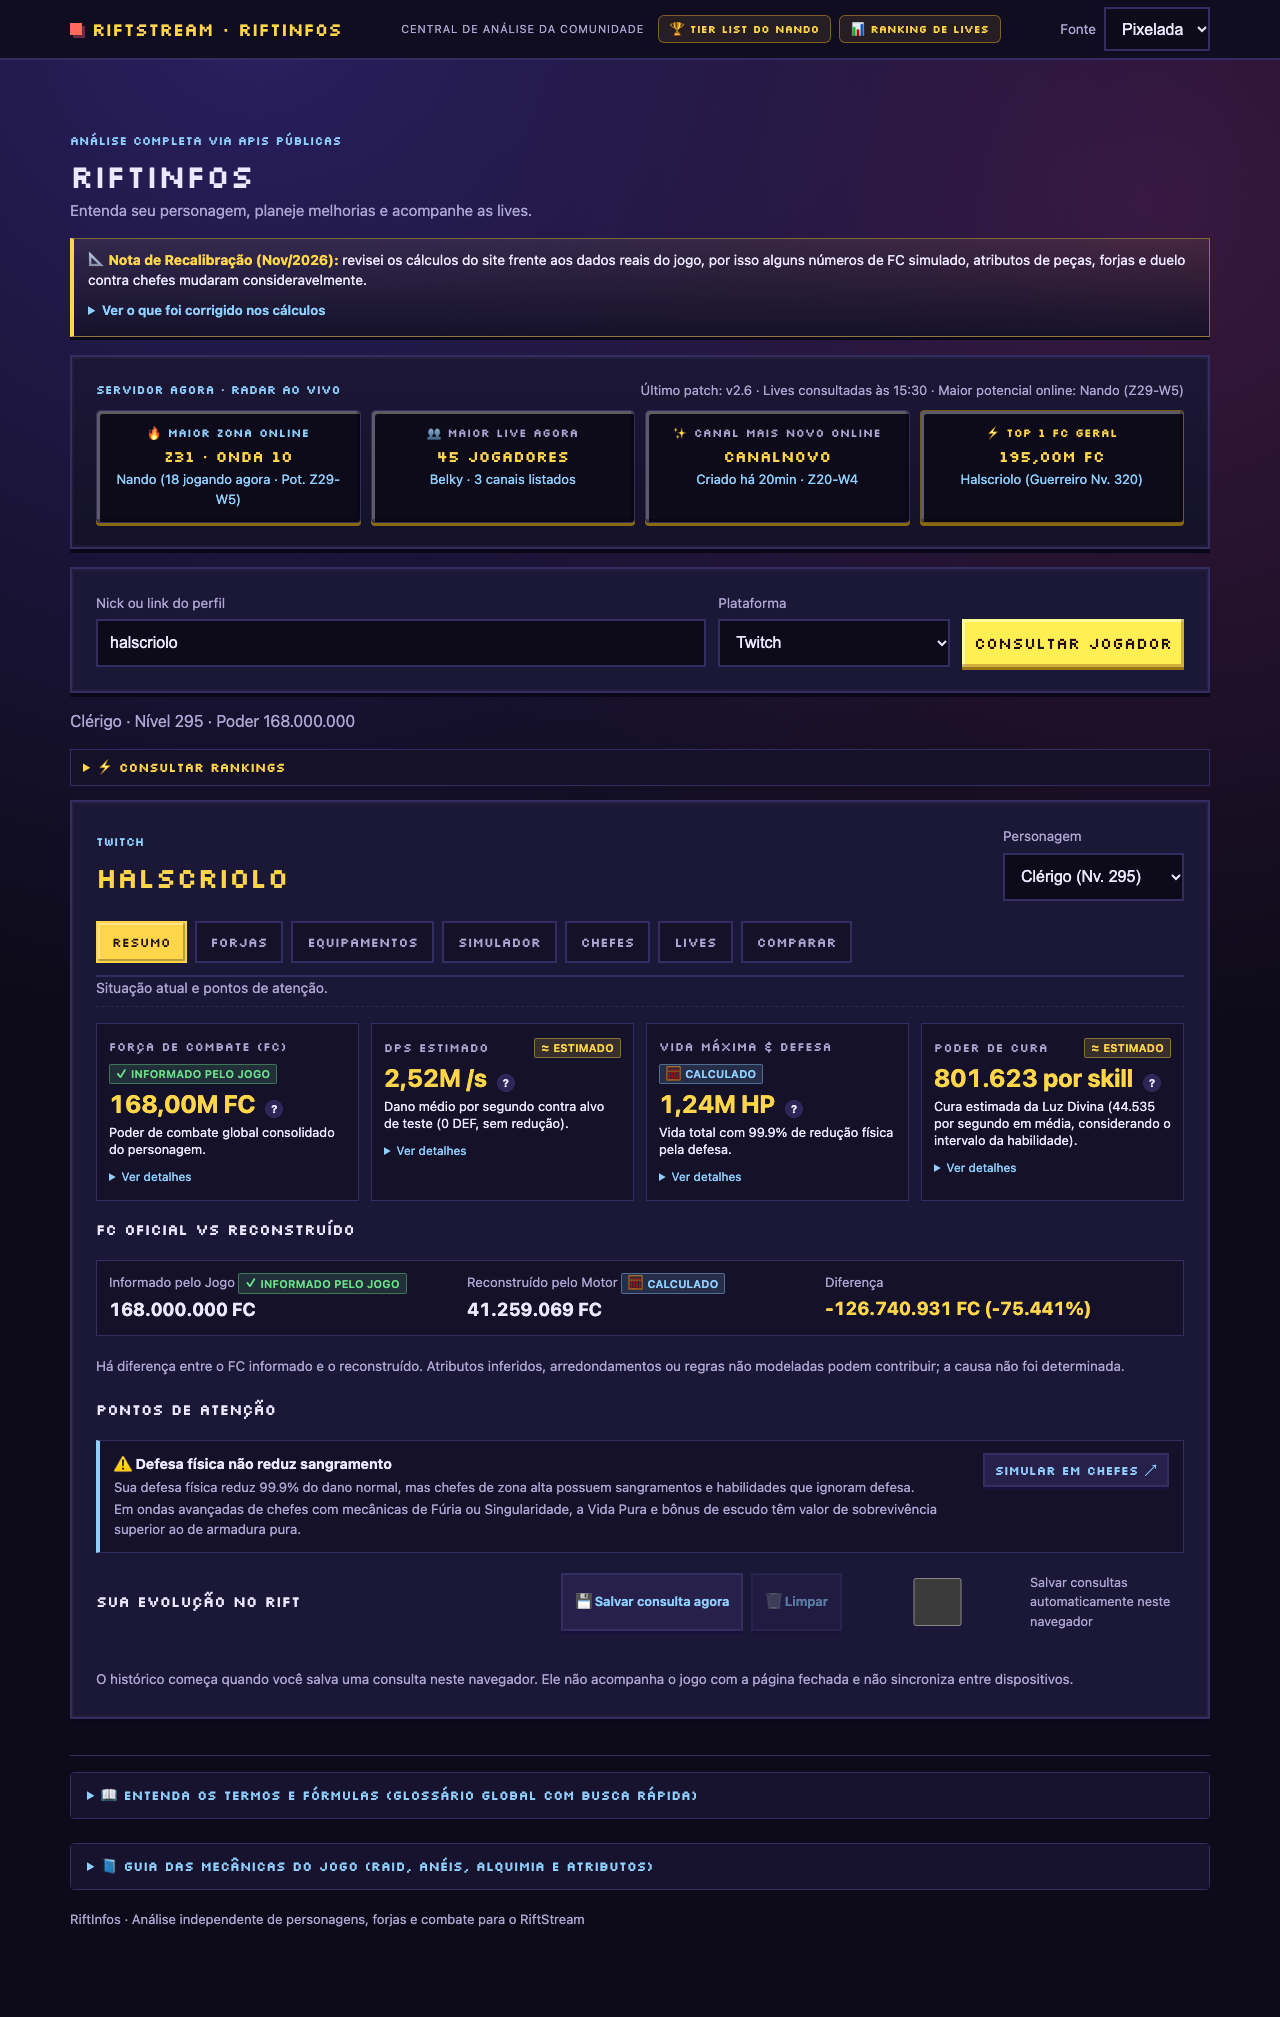 RIFTSTREAM · RIFTINFOS
CENTRAL DE ANÁLISE DA COMUNIDADE
🏆 TIER LIST DO NANDO
📊 RANKING DE LIVES
Fonte
Pixelada
ANÁLISE COMPLETA VIA APIS PÚBLICAS
RIFTINFOS
Entenda seu personagem, planeje melhorias e acompanhe as lives.
📐 Nota de Recalibração (Nov/2026): revisei os cálculos do site frente aos dados reais do jogo, por isso alguns números de FC simulado, atributos de peças, forjas e duelo
contra chefes mudaram consideravelmente.
▶ Ver o que foi corrigido nos cálculos
SERVIDOR AGORA · RADAR AO VIVO
Último patch: v2.6 · Lives consultadas às 15:30 · Maior potencial online: Nando (Z29-W5)
🔥 MAIOR ZONA ONLINE
Z31 · ONDA 10
Nando (18 jogando agora · Pot. Z29-
W5)
👥 MAIOR LIVE AGORA
45 JOGADORES
Belky · 3 canais listados
✨ CANAL MAIS NOVO ONLINE
CANALNOVO
Criado há 20min · Z20-W4
⚡ TOP 1 FC GERAL
195,00M FC
Halscriolo (Guerreiro Nv. 320)
Nick ou link do perfil
halscriolo
Plataforma
Twitch
CONSULTAR JOGADOR
Clérigo · Nível 295 · Poder 168.000.000
▶ ⚡ CONSULTAR RANKINGS
TWITCH
HALSCRIOLO
Personagem
Clérigo (Nv. 295)
RESUMO
FORJAS
EQUIPAMENTOS
SIMULADOR
CHEFES
LIVES
COMPARAR
Situação atual e pontos de atenção.
FORÇA DE COMBATE (FC)
✓ INFORMADO PELO JOGO
168,00M FC ?
Poder de combate global consolidado
do personagem.
▶ Ver detalhes
DPS ESTIMADO
≈ ESTIMADO
2,52M /s ?
Dano médio por segundo contra alvo
de teste (0 DEF, sem redução).
▶ Ver detalhes
VIDA MÁXIMA & DEFESA
🧮 CALCULADO
1,24M HP ?
Vida total com 99.9% de redução física
pela defesa.
▶ Ver detalhes
PODER DE CURA
≈ ESTIMADO
801.623 por skill ?
Cura estimada da Luz Divina (44.535
por segundo em média, considerando o
intervalo da habilidade).
▶ Ver detalhes
FC OFICIAL VS RECONSTRUÍDO
Informado pelo Jogo ✓ INFORMADO PELO JOGO
168.000.000 FC
Reconstruído pelo Motor 🧮 CALCULADO
41.259.069 FC
Diferença
-126.740.931 FC (-75.441%)
Há diferença entre o FC informado e o reconstruído. Atributos inferidos, arredondamentos ou regras não modeladas podem contribuir; a causa não foi determinada.
PONTOS DE ATENÇÃO
⚠️ Defesa física não reduz sangramento
Sua defesa física reduz 99.9% do dano normal, mas chefes de zona alta possuem sangramentos e habilidades que ignoram defesa.
Em ondas avançadas de chefes com mecânicas de Fúria ou Singularidade, a Vida Pura e bônus de escudo têm valor de sobrevivência
superior ao de armadura pura.
SIMULAR EM CHEFES ↗
SUA EVOLUÇÃO NO RIFT
💾 Salvar consulta agora
🗑️ Limpar
Salvar consultas
automaticamente neste
navegador
O histórico começa quando você salva uma consulta neste navegador. Ele não acompanha o jogo com a página fechada e não sincroniza entre dispositivos.
▶ 📖 ENTENDA OS TERMOS E FÓRMULAS (GLOSSÁRIO GLOBAL COM BUSCA RÁPIDA)
▶ 📘 GUIA DAS MECÂNICAS DO JOGO (RAID, ANÉIS, ALQUIMIA E ATRIBUTOS)
RiftInfos · Análise independente de personagens, forjas e combate para o RiftStream